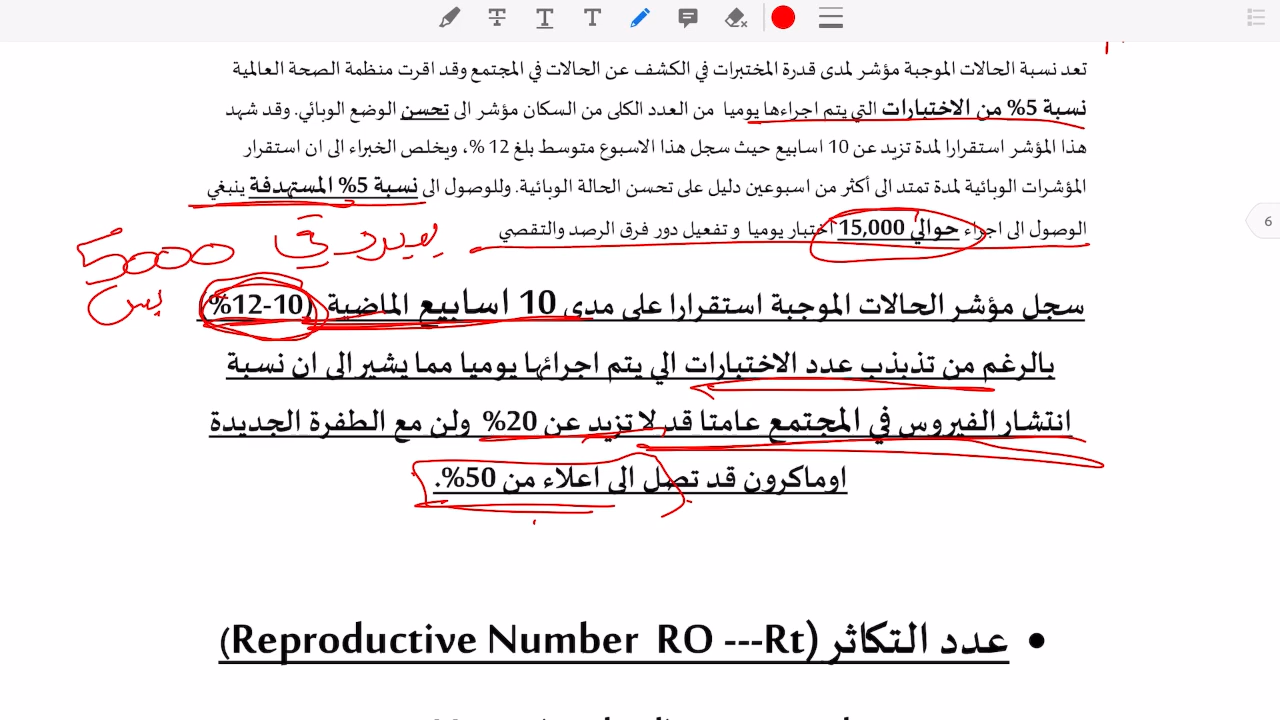 تعد نسبة الحالات الموجبة مؤشر لمدى قدرة المختبرات في الكشف عن الحالات في المجتمع وقد اقرت منظمة الصحة العالمية
نسبة 5% من الاختبارات التي يتم اجراءها يوميا من العدد الكلى من السكان مؤشر الى تحسن الوضع الوبائي. وقد شهد
هذا المؤشر استقرارا لمدة تزيد عن 10 اسابيع حيث سجل هذا الاسبوع متوسط بلغ 12 %، ويخلص الخبراء الى ان استقرار
المؤشرات الوبائية لمدة تمتد الى أكثر من اسبوعين دليل على تحسن الحالة الوبائية. وللوصول الى نسبة 5% المستهدفة ينبغي
الوصول الى اجراء حوالي 15,000 اختبار يوميا و تفعيل دور فرق الرصد والتقصي
5000
بس
سجل مؤشر الحالات الموجبة استقرارا على مدى 10 اسابيع الماضية (10-12%)
بالرغم من تذبذب عدد الاختبارات الي يتم اجرائها يوميا مما يشير الى ان نسبة
انتشار الفيروس في المجتمع عامتا قد لا تزيد عن 20% ولن مع الطفرة الجديدة
اوماكرون قد تصل الى اعلاء من 50%.
• عدد التكاثر (Reproductive Number RO ---Rt)
6